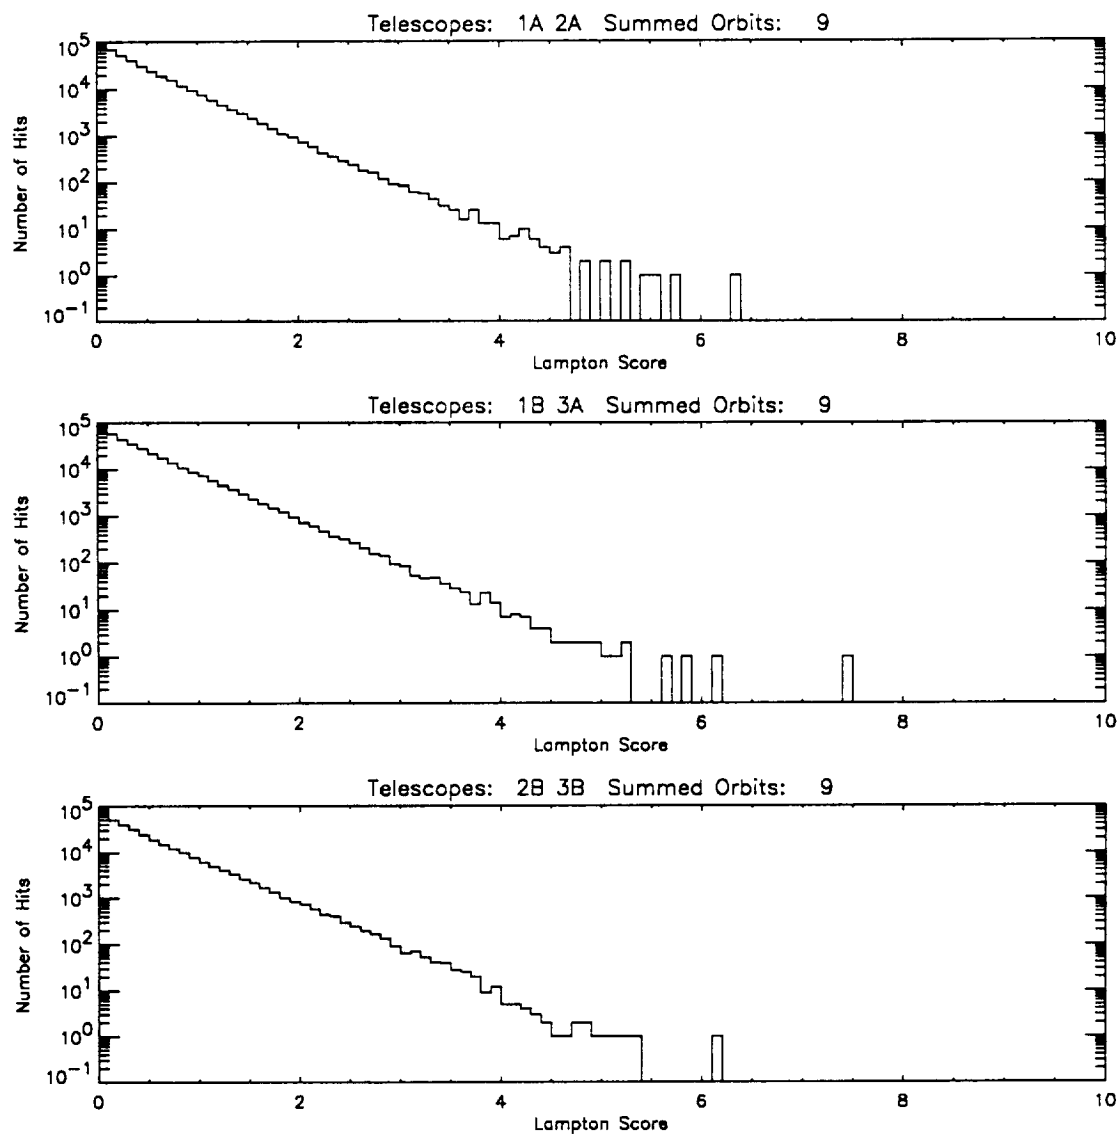 Telescopes: 1A 2A Summed Orbits: 9
Number of Hits
10^5
10^4
10^3
10^2
10^1
10^0
10^-1
0 2 4 6 8 10
Lampton Score
Telescopes: 1B 3A Summed Orbits: 9
Number of Hits
10^5
10^4
10^3
10^2
10^1
10^0
10^-1
0 2 4 6 8 10
Lampton Score
Telescopes: 2B 3B Summed Orbits: 9
Number of Hits
10^5
10^4
10^3
10^2
10^1
10^0
10^-1
0 2 4 6 8 10
Lampton Score